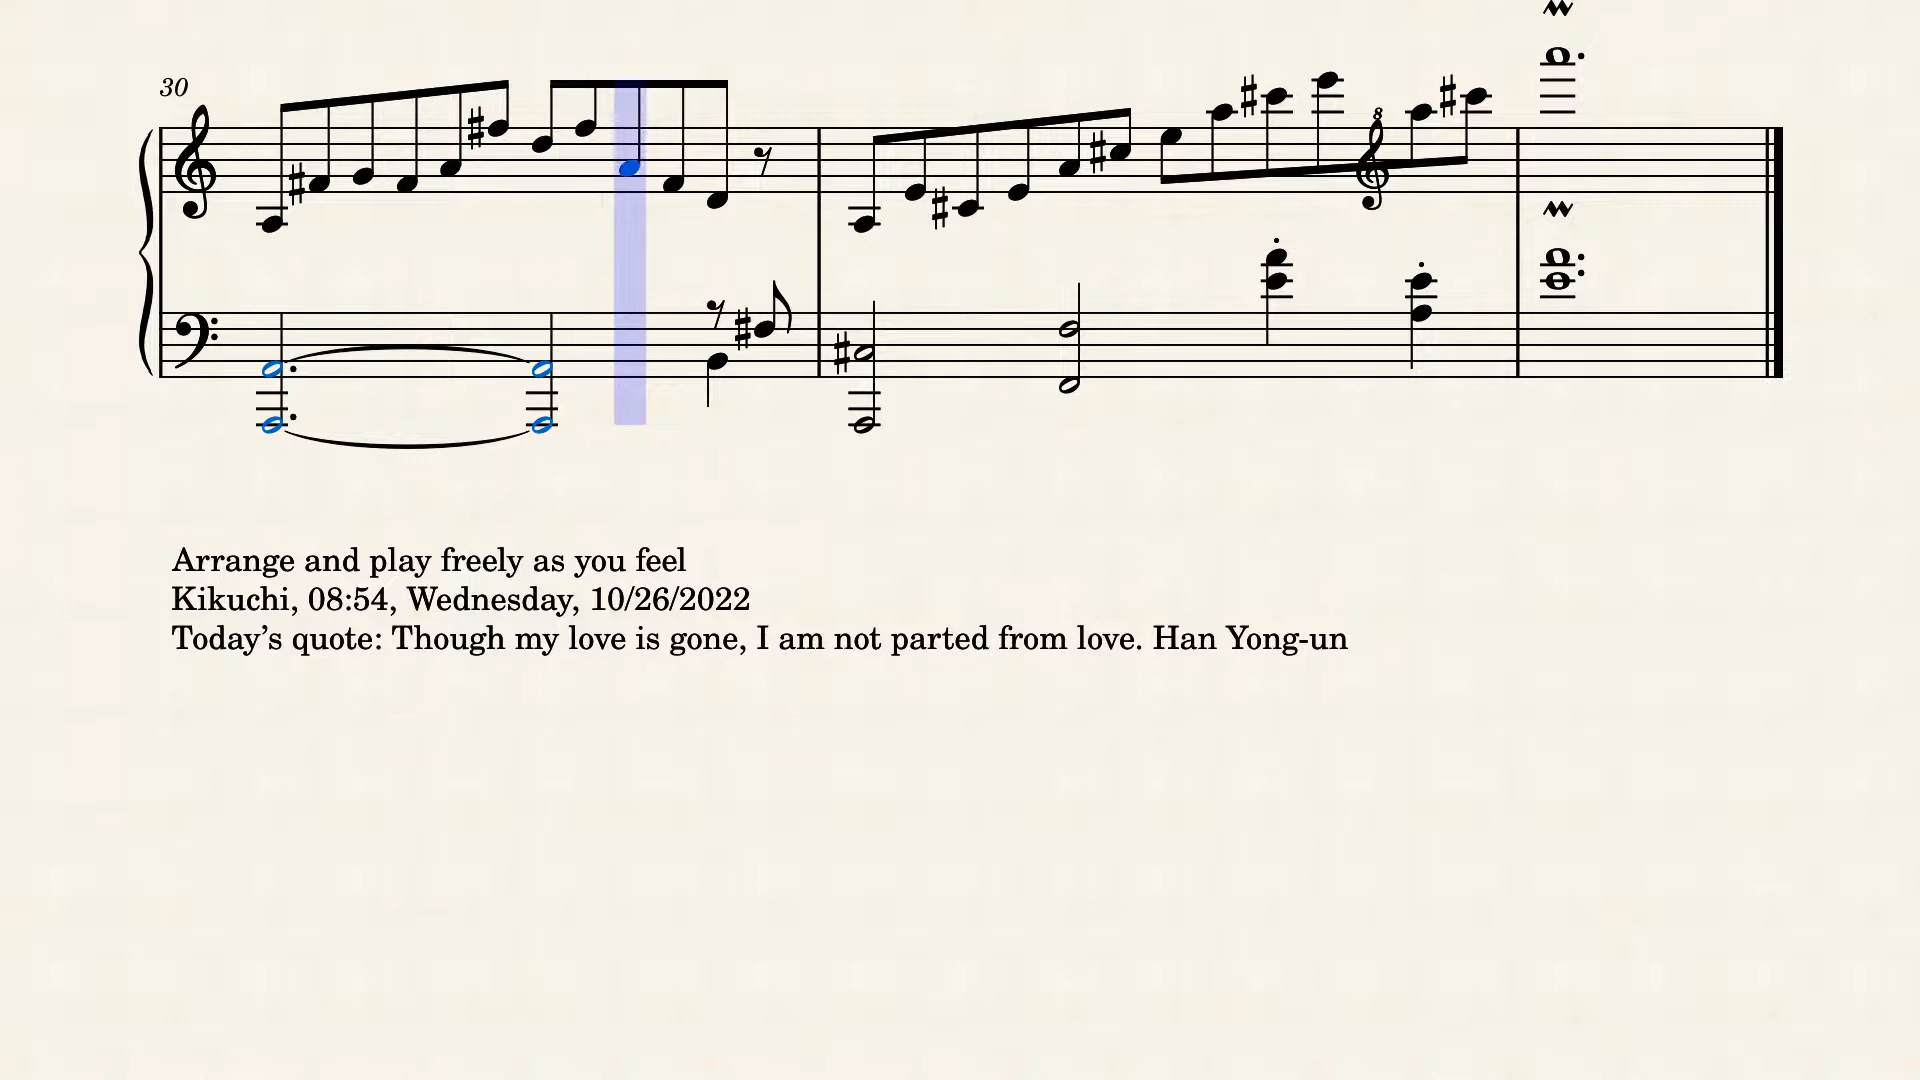 30
8
Arrange and play freely as you feel
Kikuchi, 08:54, Wednesday, 10/26/2022
Today’s quote: Though my love is gone, I am not parted from love. Han Yong-un